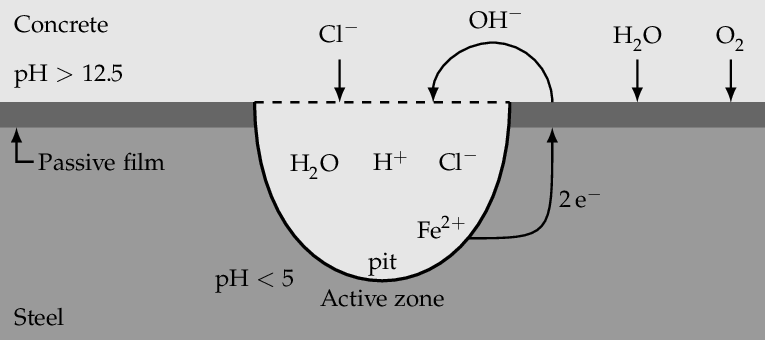 Concrete
Cl⁻
OH⁻
H₂O
O₂
pH > 12.5
Passive film
H₂O
H⁺
Cl⁻
2 e⁻
Fe²⁺
pit
pH < 5
Active zone
Steel